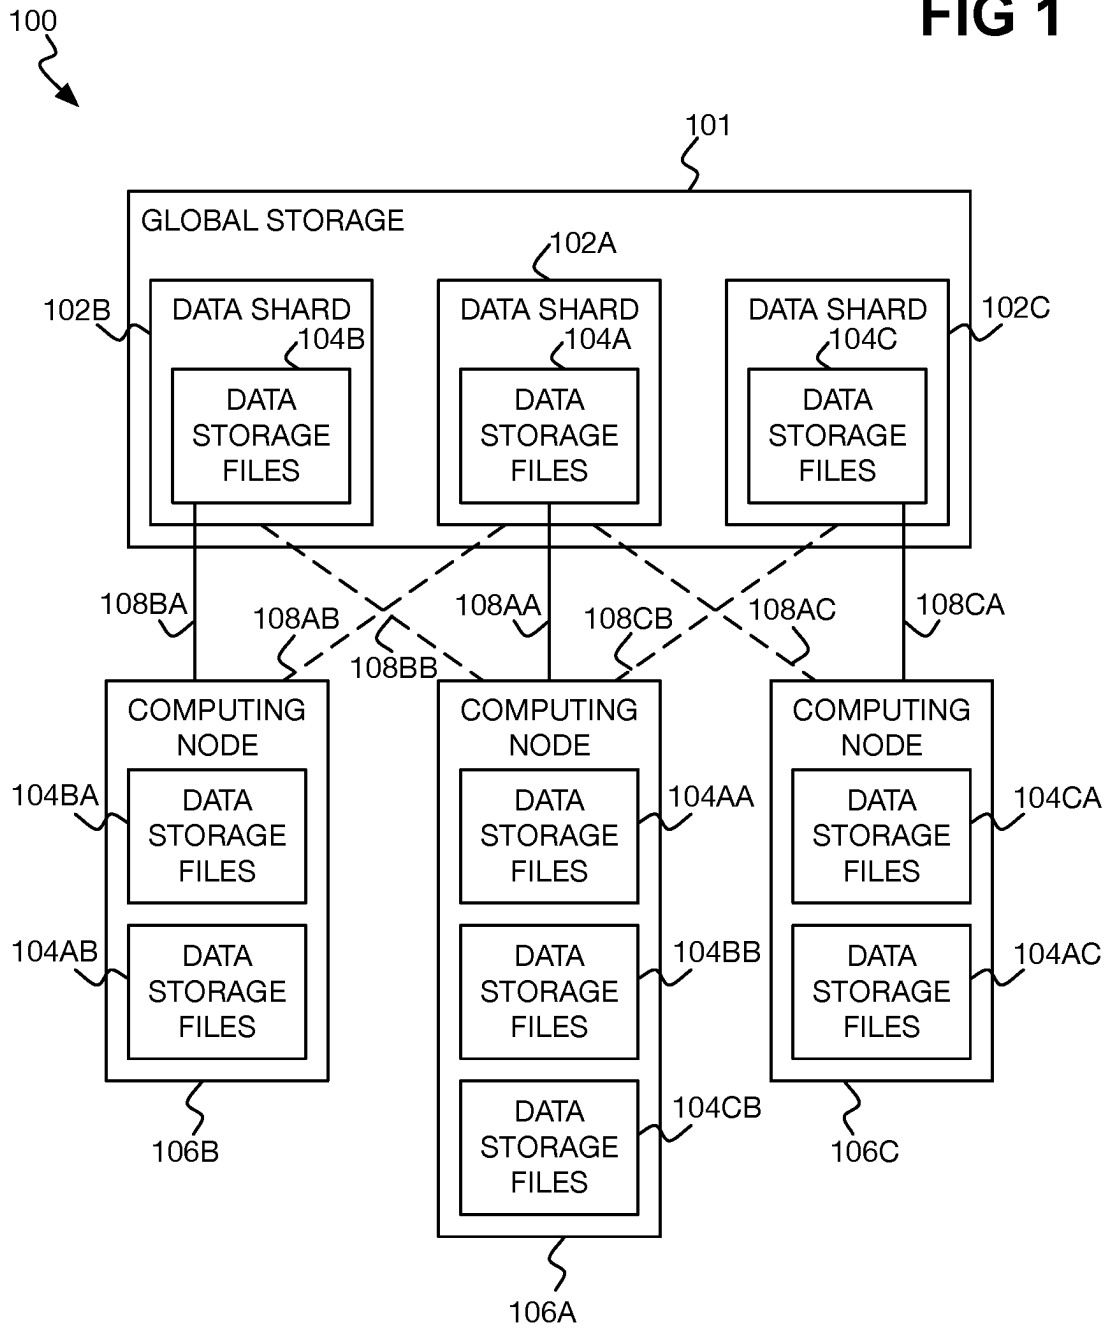 FIG 1
100
101
GLOBAL STORAGE
102A
102B
DATA SHARD
DATA SHARD
DATA SHARD
102C
104B
104A
104C
DATA
STORAGE
FILES
DATA
STORAGE
FILES
DATA
STORAGE
FILES
108BA
108AB
108BB
108AA
108CB
108AC
108CA
COMPUTING
NODE
COMPUTING
NODE
COMPUTING
NODE
104BA
DATA
STORAGE
FILES
104AA
DATA
STORAGE
FILES
104CA
DATA
STORAGE
FILES
104AB
DATA
STORAGE
FILES
104BB
DATA
STORAGE
FILES
104AC
DATA
STORAGE
FILES
104CB
DATA
STORAGE
FILES
106B
106C
106A